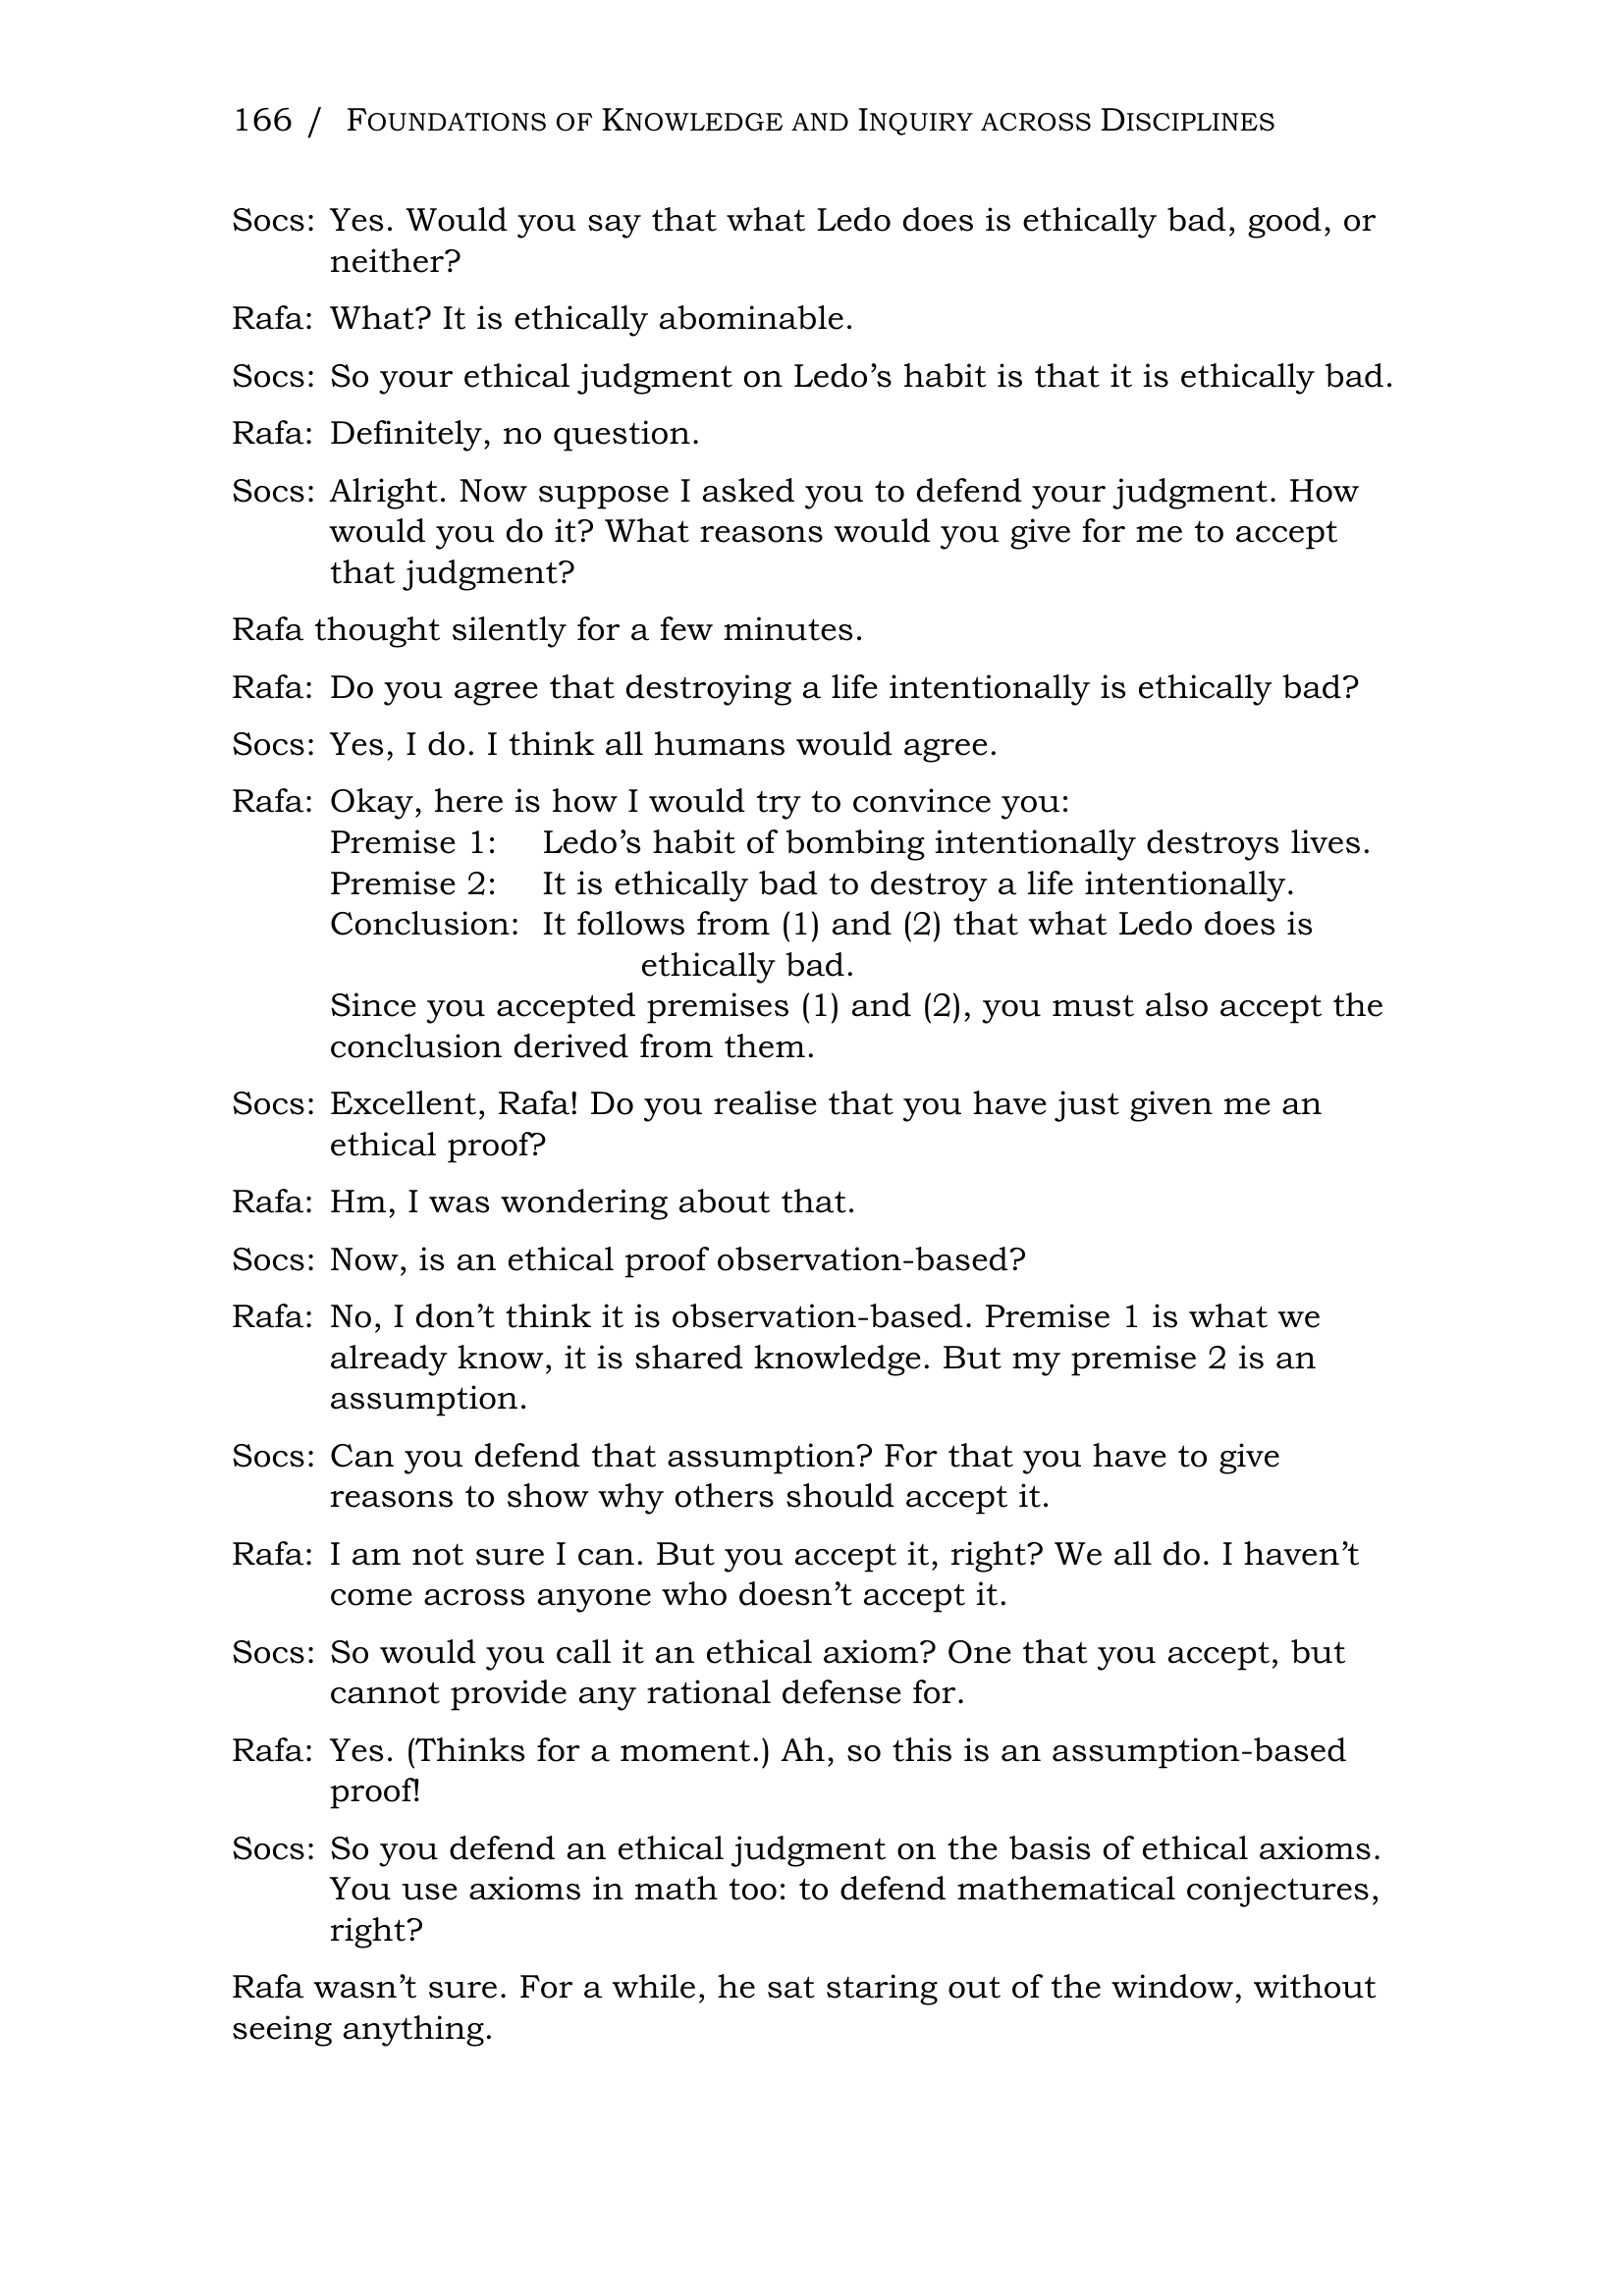 166 / FOUNDATIONS OF KNOWLEDGE AND INQUIRY ACROSS DISCIPLINES
Socs: Yes. Would you say that what Ledo does is ethically bad, good, or
neither?
Rafa: What? It is ethically abominable.
Socs: So your ethical judgment on Ledo’s habit is that it is ethically bad.
Rafa: Definitely, no question.
Socs: Alright. Now suppose I asked you to defend your judgment. How
would you do it? What reasons would you give for me to accept
that judgment?
Rafa thought silently for a few minutes.
Rafa: Do you agree that destroying a life intentionally is ethically bad?
Socs: Yes, I do. I think all humans would agree.
Rafa: Okay, here is how I would try to convince you:
Premise 1: Ledo’s habit of bombing intentionally destroys lives.
Premise 2: It is ethically bad to destroy a life intentionally.
Conclusion: It follows from (1) and (2) that what Ledo does is
ethically bad.
Since you accepted premises (1) and (2), you must also accept the
conclusion derived from them.
Socs: Excellent, Rafa! Do you realise that you have just given me an
ethical proof?
Rafa: Hm, I was wondering about that.
Socs: Now, is an ethical proof observation-based?
Rafa: No, I don’t think it is observation-based. Premise 1 is what we
already know, it is shared knowledge. But my premise 2 is an
assumption.
Socs: Can you defend that assumption? For that you have to give
reasons to show why others should accept it.
Rafa: I am not sure I can. But you accept it, right? We all do. I haven’t
come across anyone who doesn’t accept it.
Socs: So would you call it an ethical axiom? One that you accept, but
cannot provide any rational defense for.
Rafa: Yes. (Thinks for a moment.) Ah, so this is an assumption-based
proof!
Socs: So you defend an ethical judgment on the basis of ethical axioms.
You use axioms in math too: to defend mathematical conjectures,
right?
Rafa wasn’t sure. For a while, he sat staring out of the window, without
seeing anything.